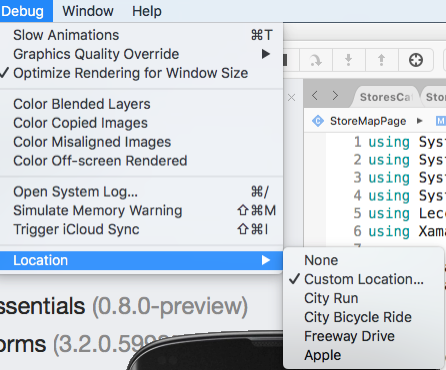 Debug Window Help
Slow Animations ⌘T
Graphics Quality Override ▶
✓ Optimize Rendering for Window Size
Color Blended Layers
Color Copied Images
Color Misaligned Images
Color Off-screen Rendered
Open System Log... ⌘/
Simulate Memory Warning ⇧⌘M
Trigger iCloud Sync ⇧⌘I
Location ▶
None
✓ Custom Location...
City Run
City Bicycle Ride
Freeway Drive
Apple
StoresCa
Sto
StoreMapPage
M
1 using Sys
2 using Sys
3 using Sys
4 using Sys
5 using Lec
6 using Xama
7
ssentials (0.8.0-preview)
orms (3.2.0.59